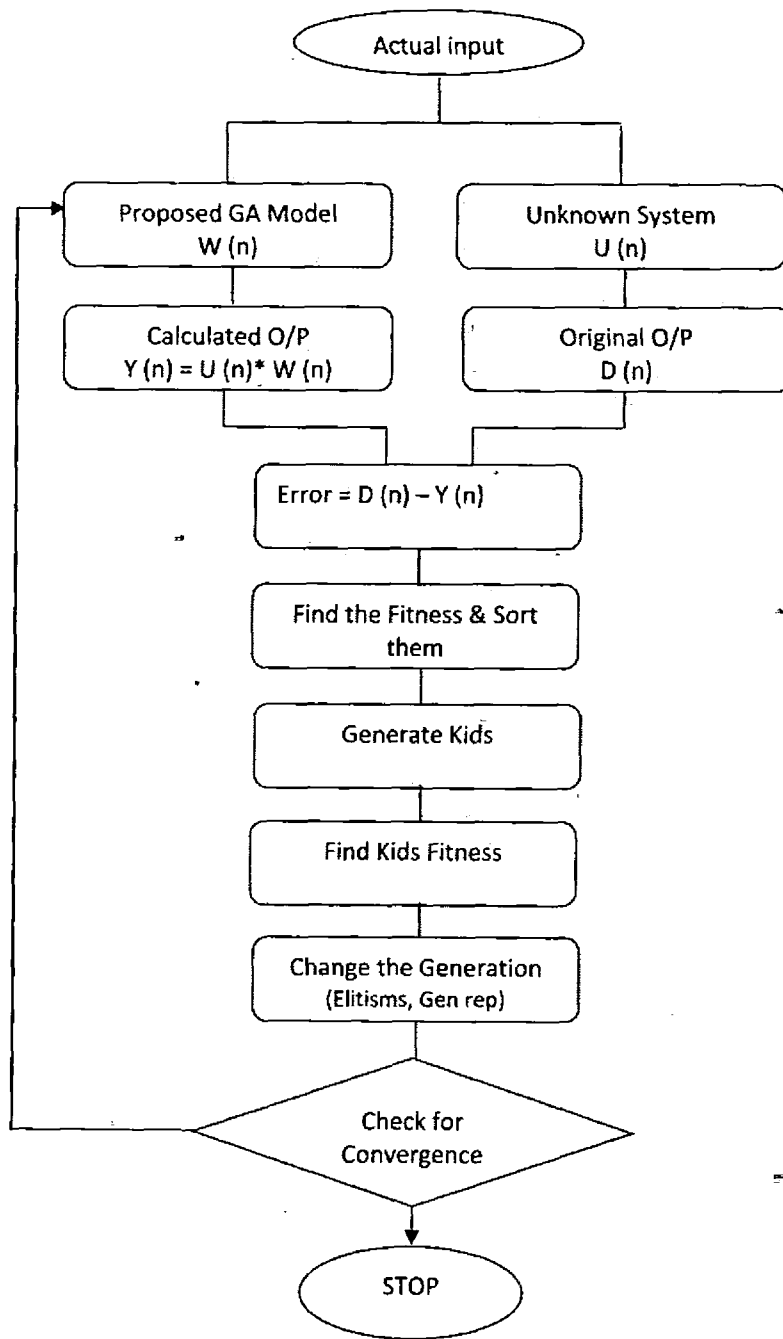 Actual input
Proposed GA Model
W (n)
Unknown System
U (n)
Calculated O/P
Y (n) = U (n)* W (n)
Original O/P
D (n)
Error = D (n) – Y (n)
Find the Fitness & Sort
them
Generate Kids
Find Kids Fitness
Change the Generation
(Elitisms, Gen rep)
Check for
Convergence
STOP